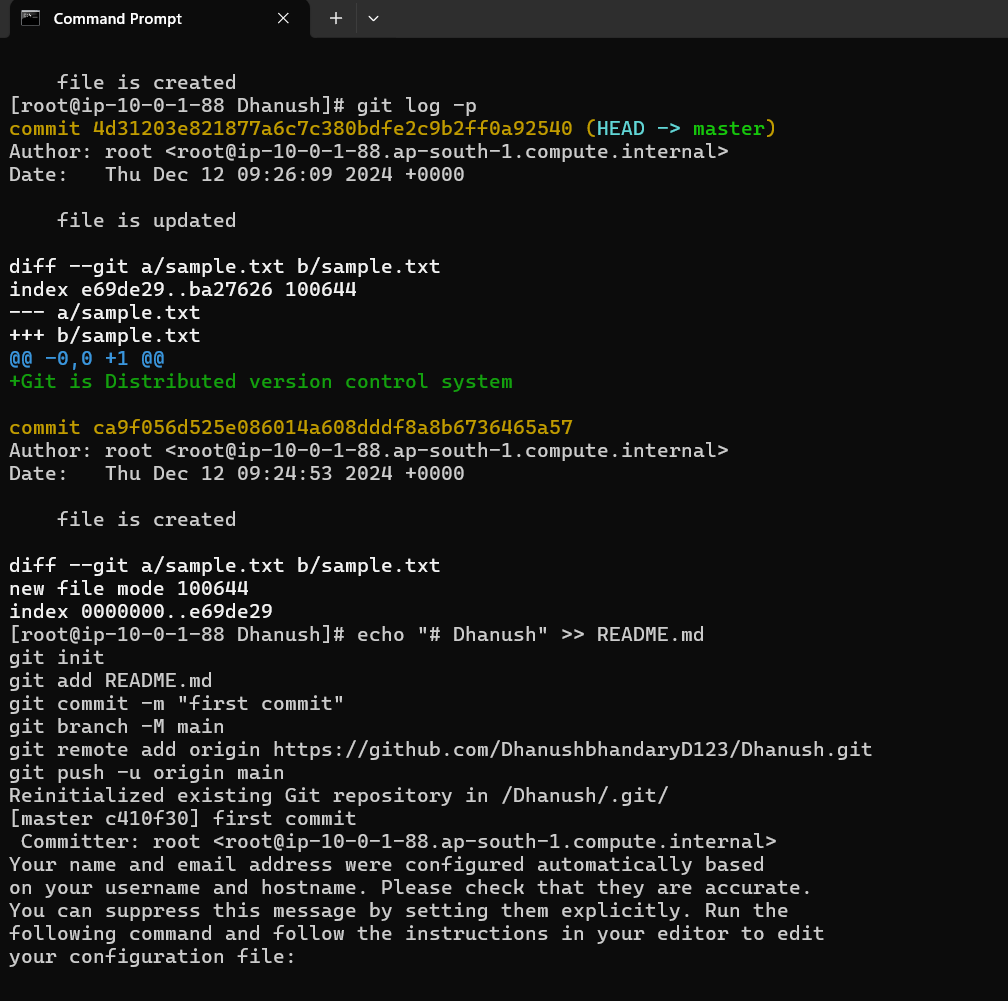 Command Prompt
file is created
[root@ip-10-0-1-88 Dhanush]# git log -p
commit 4d31203e821877a6c7c380bdfe2c9b2ff0a92540 (HEAD -> master)
Author: root <root@ip-10-0-1-88.ap-south-1.compute.internal>
Date:   Thu Dec 12 09:26:09 2024 +0000
file is updated
diff --git a/sample.txt b/sample.txt
index e69de29..ba27626 100644
--- a/sample.txt
+++ b/sample.txt
@@ -0,0 +1 @@
+Git is Distributed version control system
commit ca9f056d525e086014a608dddf8a8b6736465a57
Author: root <root@ip-10-0-1-88.ap-south-1.compute.internal>
Date:   Thu Dec 12 09:24:53 2024 +0000
file is created
diff --git a/sample.txt b/sample.txt
new file mode 100644
index 0000000..e69de29
[root@ip-10-0-1-88 Dhanush]# echo "# Dhanush" >> README.md
git init
git add README.md
git commit -m "first commit"
git branch -M main
git remote add origin https://github.com/DhanushbhandaryD123/Dhanush.git
git push -u origin main
Reinitialized existing Git repository in /Dhanush/.git/
[master c410f30] first commit
 Committer: root <root@ip-10-0-1-88.ap-south-1.compute.internal>
Your name and email address were configured automatically based
on your username and hostname. Please check that they are accurate.
You can suppress this message by setting them explicitly. Run the
following command and follow the instructions in your editor to edit
your configuration file: